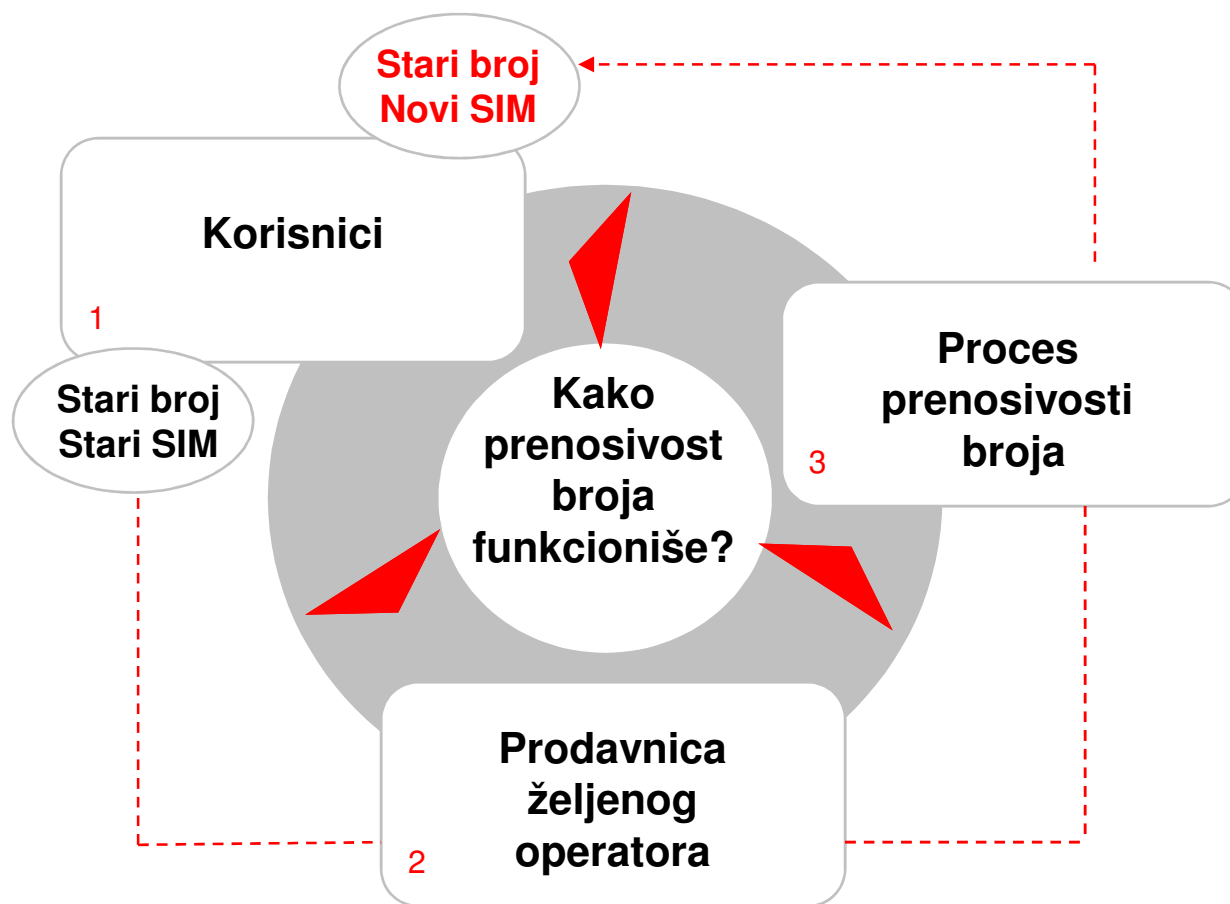 Stari broj
Novi SIM
Korisnici
1
Stari broj
Stari SIM
Kako
prenosivost
broja
funkcioniše?
Proces
prenosivosti
broja
3
Prodavnica
željenog
operatora
2